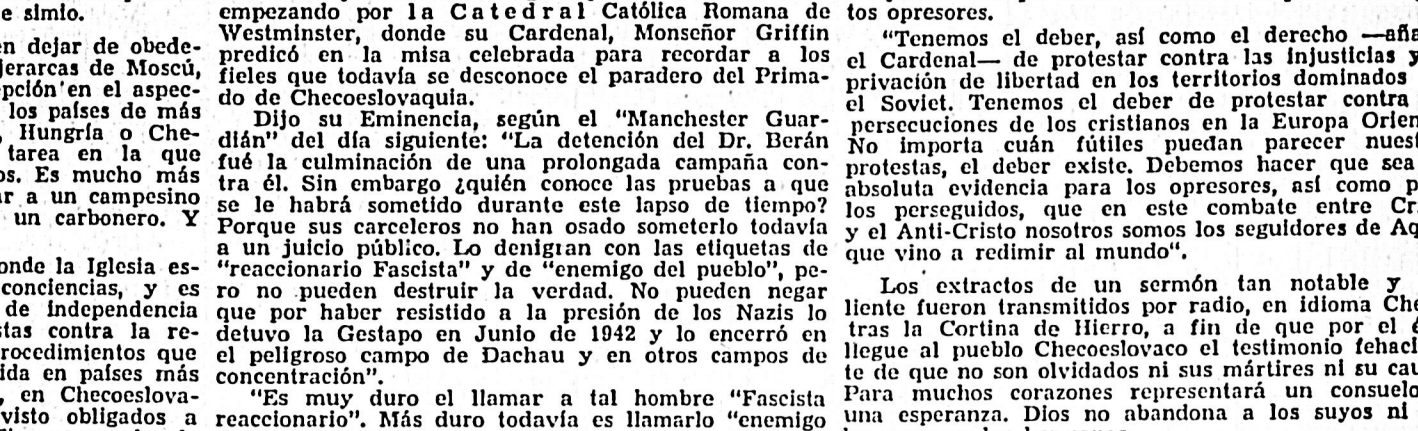 e simio.
en dejar de obede-
jerarcas de Moscú,
pción en el aspec-
los países de más
, Hungría o Che-
tarea en la que
os. Es mucho más
ar a un campesino
un carbonero. Y
onde la Iglesia es-
conciencias, y es
de independencia
stas contra la re-
rocedimientos que
ida en países más
, en Checoeslova-
visto obligados a
empezando por la Catedral Católica Romana de
Westminster, donde su Cardenal, Monseñor Griffin
predicó en la misa celebrada para recordar a los
fieles que todavía se desconoce el paradero del Prima-
do de Checoeslovaquia.
Dijo su Eminencia, según el "Manchester Guar-
dián" del día siguiente: "La detención del Dr. Berán
fué la culminación de una prolongada campaña con-
tra él. Sin embargo ¿quién conoce las pruebas a que
se le habrá sometido durante este lapso de tiempo?
Porque sus carceleros no han osado someterlo todavía
a un juicio público. Lo denigran con las etiquetas de
"reaccionario Fascista" y de "enemigo del pueblo", pe-
ro no pueden destruir la verdad. No pueden negar
que por haber resistido a la presión de los Nazis lo
detuvo la Gestapo en Junio de 1942 y lo encerró en
el peligroso campo de Dachau y en otros campos de
concentración".
"Es muy duro el llamar a tal hombre "Fascista
reaccionario". Más duro todavía es llamarlo "enemigo
tos opresores.
"Tenemos el deber, así como el derecho —aña
el Cardenal— de protestar contra las injusticias y
privación de libertad en los territorios dominados
el Soviet. Tenemos el deber de protestar contra
persecuciones de los cristianos en la Europa Orien
No importa cuán fútiles puedan parecer nuest
protestas, el deber existe. Debemos hacer que sea
absoluta evidencia para los opresores, así como p
los perseguidos, que en este combate entre Cr
y el Anti-Cristo nosotros somos los seguidores de Aq
que vino a redimir al mundo".
Los extractos de un sermón tan notable y
liente fueron transmitidos por radio, en idioma Che
tras la Cortina de Hierro, a fin de que por el é
llegue al pueblo Checoeslovaco el testimonio fehaci
te de que no son olvidados ni sus mártires ni su cau
Para muchos corazones representará un consuelo
una esperanza. Dios no abandona a los suyos ni